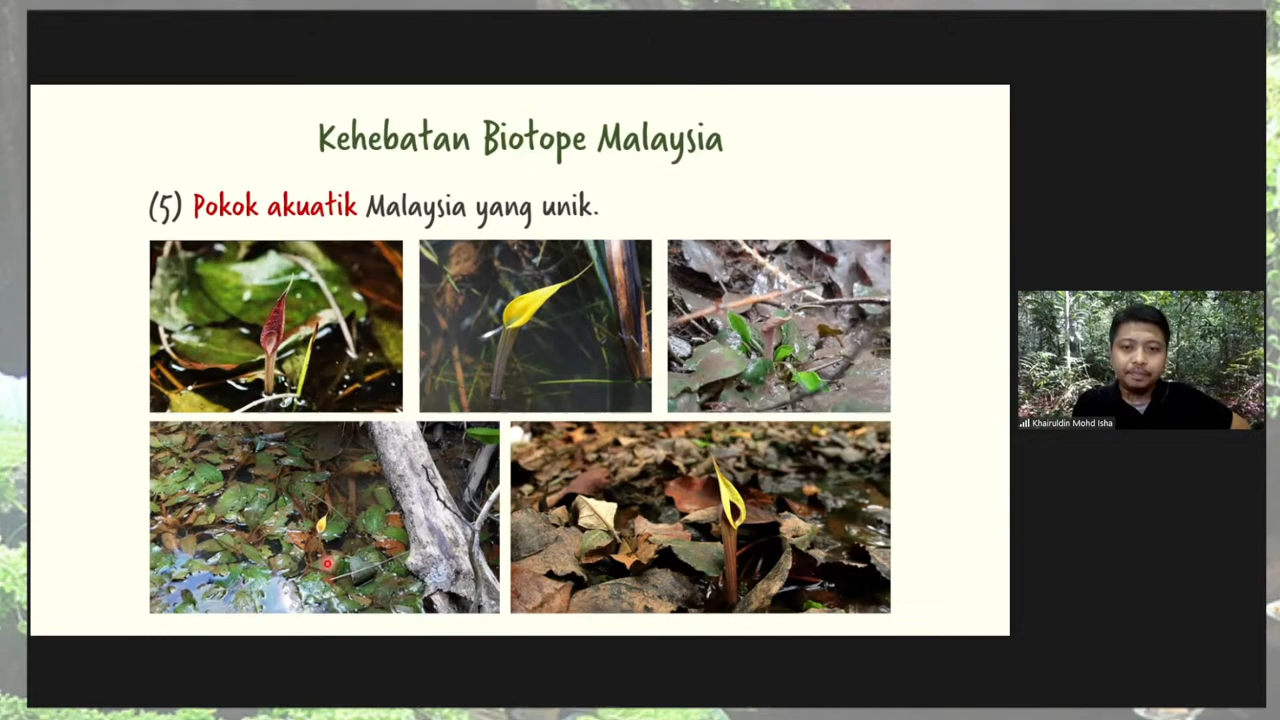 Kehebatan Biotope Malaysia
(5) Pokok akuatik Malaysia yang unik.
Khairuldin Mohd Isha